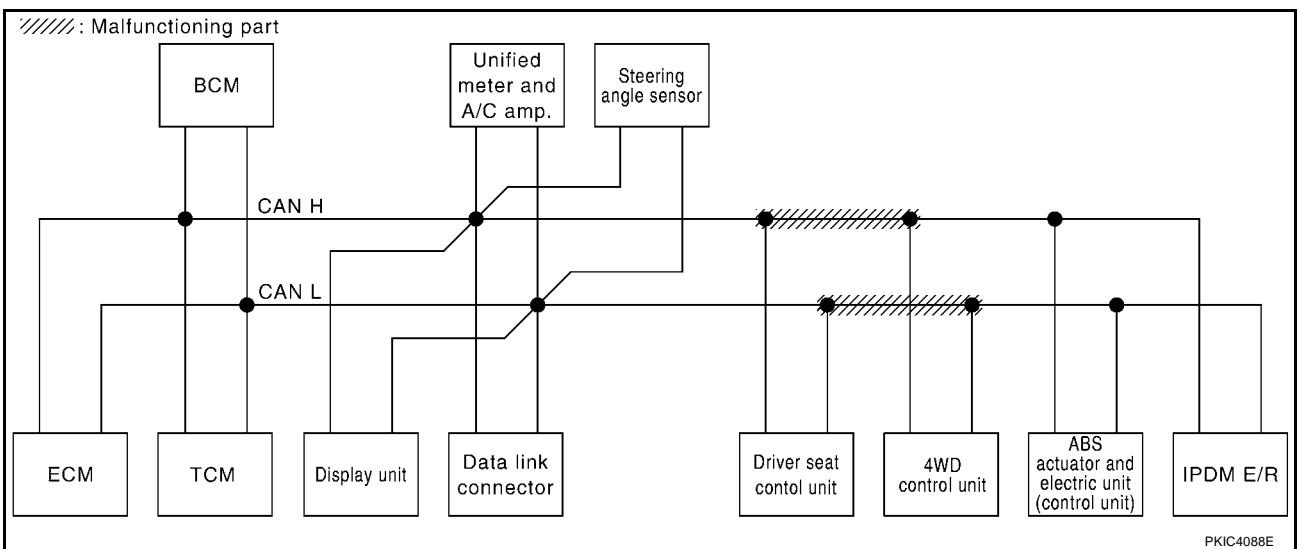 : Malfunctioning part
BCM
Unified
meter and
A/C amp.
Steering
angle sensor
CAN H
CAN L
ECM
TCM
Display unit
Data link
connector
Driver seat
contol unit
4WD
control unit
ABS
actuator and
electric unit
(control unit)
IPDM E/R
PKIC4088E